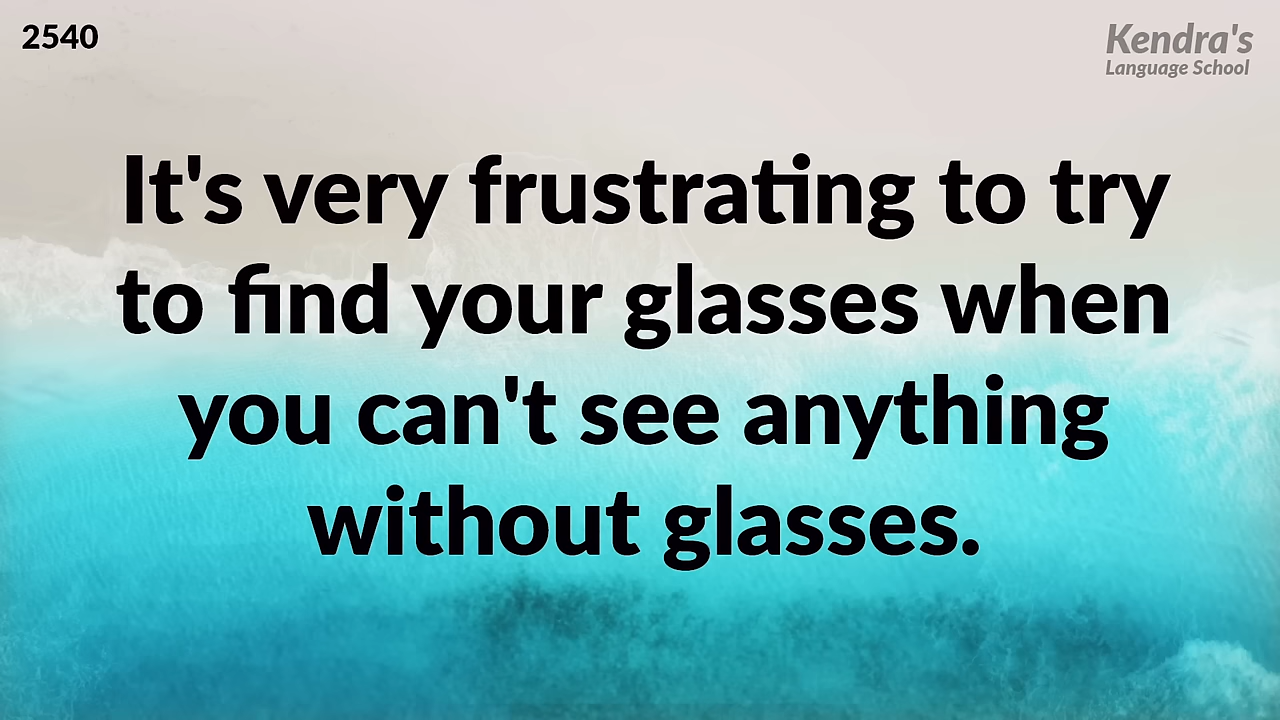 2540
Kendra's
Language School
It's very frustrating to try
to find your glasses when
you can't see anything
without glasses.